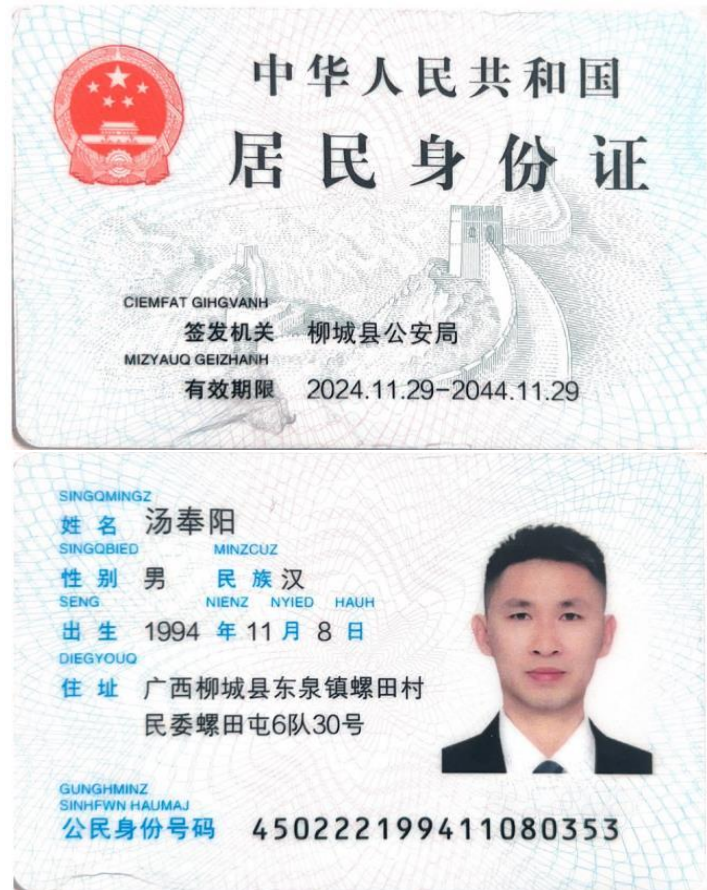 中华人民共和国
居民身份证
CIEMFAT GIHGVANH
签发机关 柳城县公安局
MIZYAUQ GEIZHANH
有效期限 2024.11.29-2044.11.29
SINGQMINGZ
姓名 汤奉阳
SINGQBIED MINZCUZ
性别 男 民族 汉
SENG NIENZ NYIED HAUH
出生 1994 年 11 月 8 日
DIEGYOUQ
住址 广西柳城县东泉镇螺田村
民委螺田屯6队30号
GUNGHMINZ
SINHFWN HAUMAJ
公民身份号码 450222199411080353